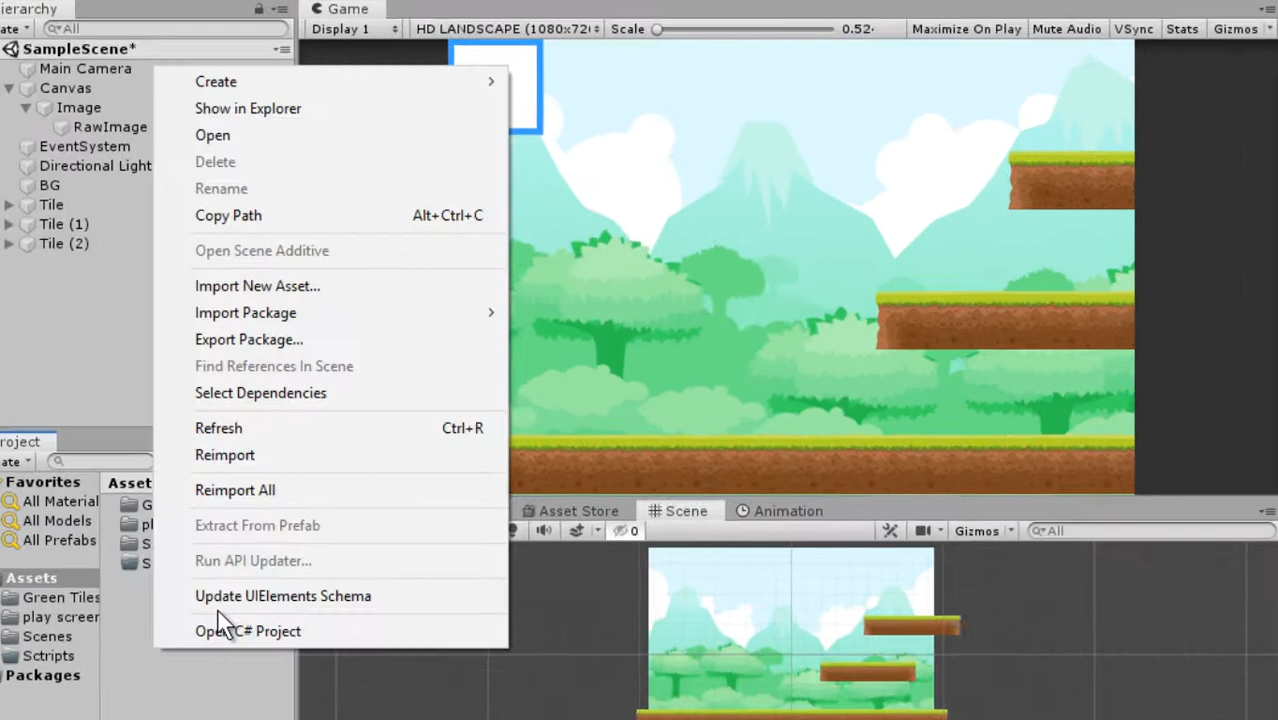 ierarchy
Game
ate
All
Display 1
HD LANDSCAPE (1080x72
Scale
0.52
Maximize On Play
Mute Audio
VSync
Stats
Gizmos
SampleScene*
Main Camera
Canvas
Image
RawImage
EventSystem
Directional Light
BG
Tile
Tile (1)
Tile (2)
Create
Show in Explorer
Open
Delete
Rename
Copy Path Alt+Ctrl+C
Open Scene Additive
Import New Asset...
Import Package
Export Package...
Find References In Scene
Select Dependencies
Refresh Ctrl+R
Reimport
Reimport All
Extract From Prefab
Run API Updater...
Update UIElements Schema
Open C# Project
roject
ate
Favorites
All Material
All Models
All Prefabs
Assets
Green Tiles
play screer
Scenes
Sctripts
Packages
Asset
G
pl
S
S
Asset Store
Scene
Animation
0
Gizmos
All